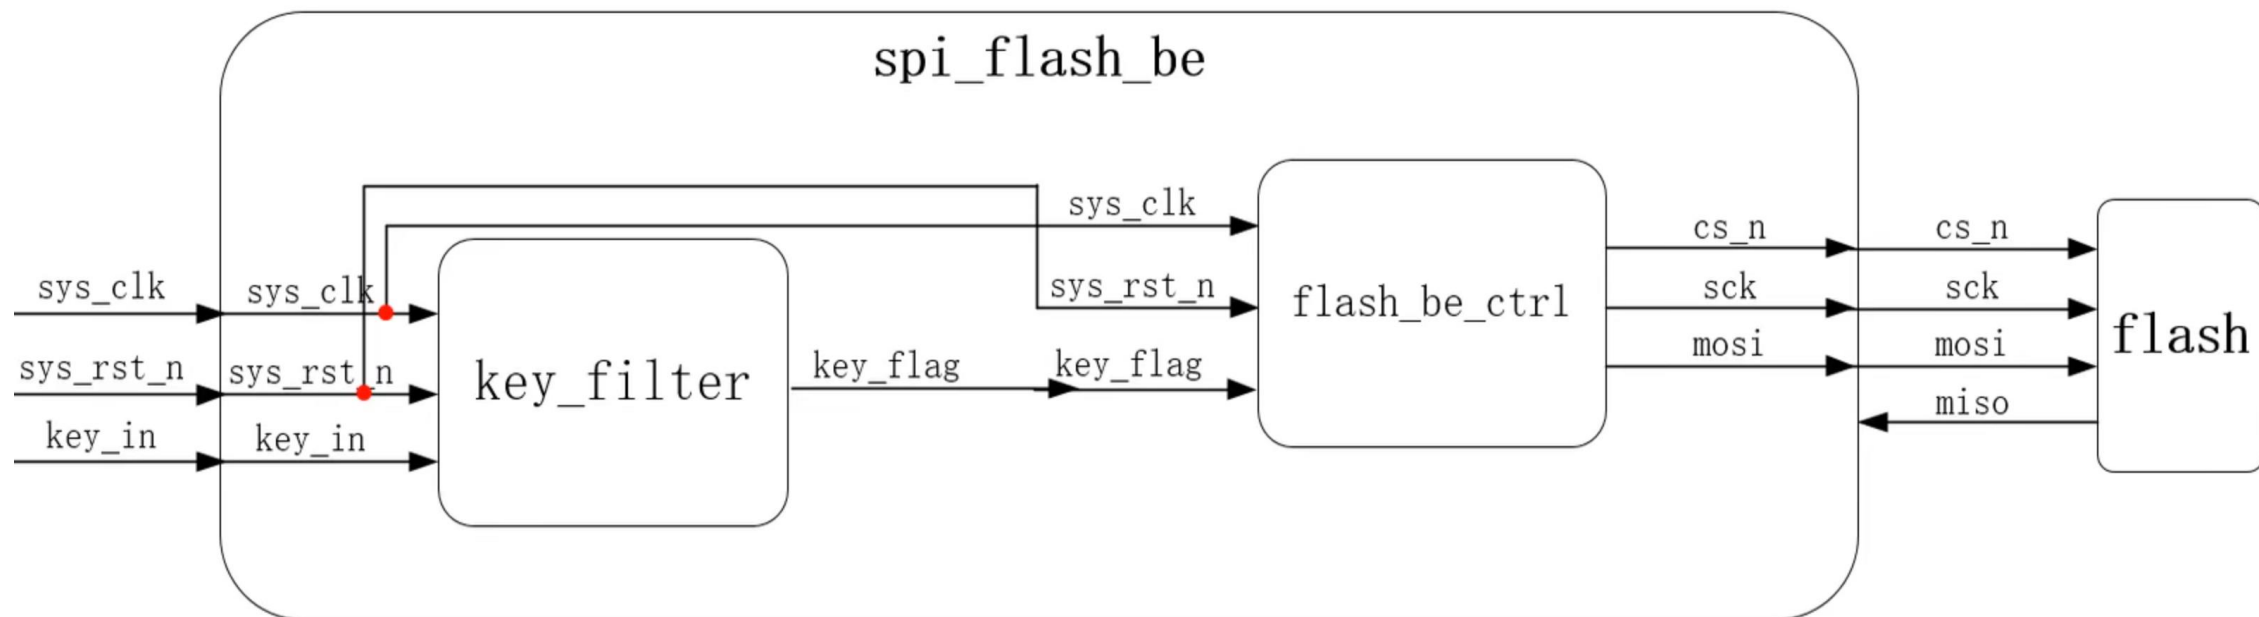 spi_flash_be
sys_clk
sys_rst_n
key_in
sys_clk
sys_rst_n
key_in
key_filter
key_flag
sys_clk
sys_rst_n
key_flag
flash_be_ctrl
cs_n
sck
mosi
cs_n
sck
mosi
miso
flash